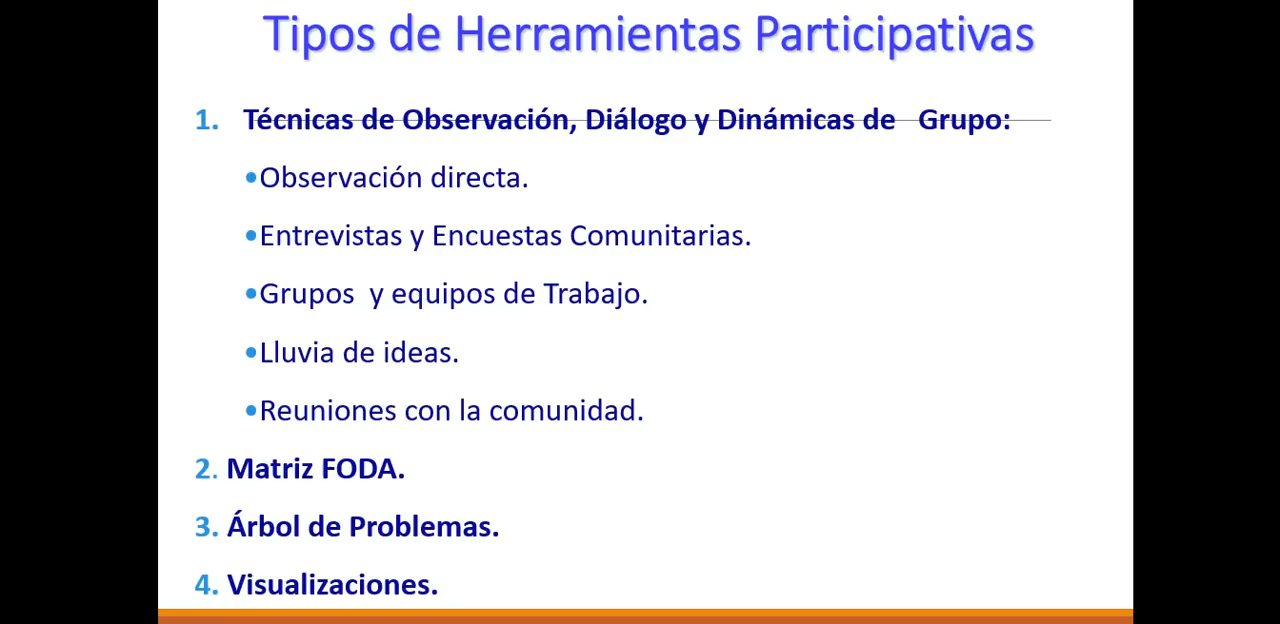 Tipos de Herramientas Participativas
1. Técnicas de Observación, Diálogo y Dinámicas de Grupo:
•Observación directa.
•Entrevistas y Encuestas Comunitarias.
•Grupos y equipos de Trabajo.
•Lluvia de ideas.
•Reuniones con la comunidad.
2. Matriz FODA.
3. Árbol de Problemas.
4. Visualizaciones.